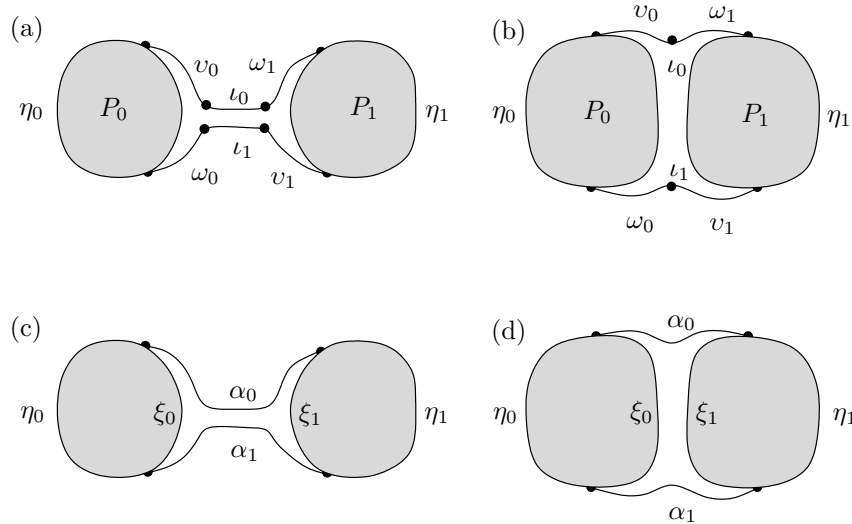 (a)
υ₀ ι₀ ω₁
η₀ P₀ P₁ η₁
ω₀ ι₁ υ₁
(b)
υ₀ ω₁
ι₀
η₀ P₀ P₁ η₁
ι₁
ω₀ υ₁
(c)
α₀
η₀ ξ₀ ξ₁ η₁
α₁
(d)
α₀
η₀ ξ₀ ξ₁ η₁
α₁